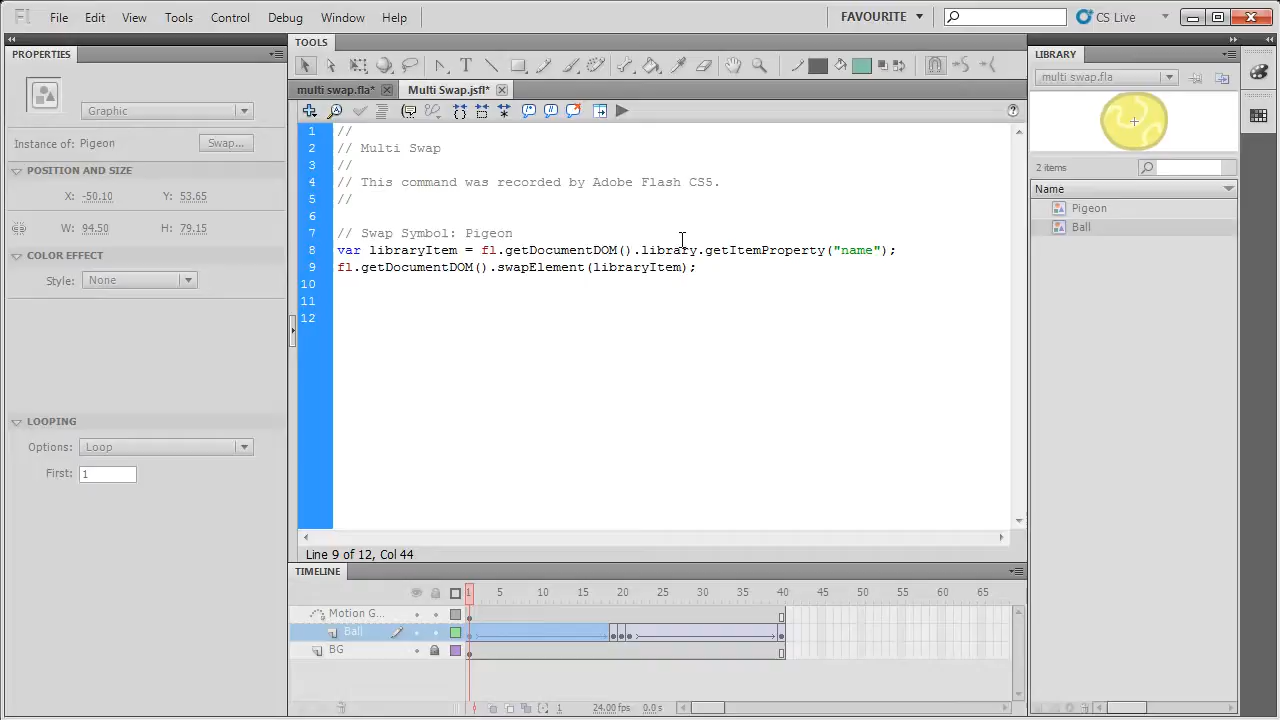 Fl File Edit View Tools Control Debug Window Help FAVOURITE CS Live
PROPERTIES
Graphic
Instance of: Pigeon Swap...
POSITION AND SIZE
X: -50.10 Y: 53.65
W: 94.50 H: 79.15
COLOR EFFECT
Style: None
LOOPING
Options: Loop
First: 1
TOOLS
multi swap.fla* Multi Swap.jsfl*
1 //
2 // Multi Swap
3 //
4 // This command was recorded by Adobe Flash CS5.
5 //
6
7 // Swap Symbol: Pigeon
8 var libraryItem = fl.getDocumentDOM().library.getItemProperty("name");
9 fl.getDocumentDOM().swapElement(libraryItem);
10
11
12
Line 9 of 12, Col 44
TIMELINE
1 5 10 15 20 25 30 35 40 45 50 55 60 65
Motion G...
Ball
BG
1 24.00 fps 0.0 s
LIBRARY
multi swap.fla
2 items
Name
Pigeon
Ball